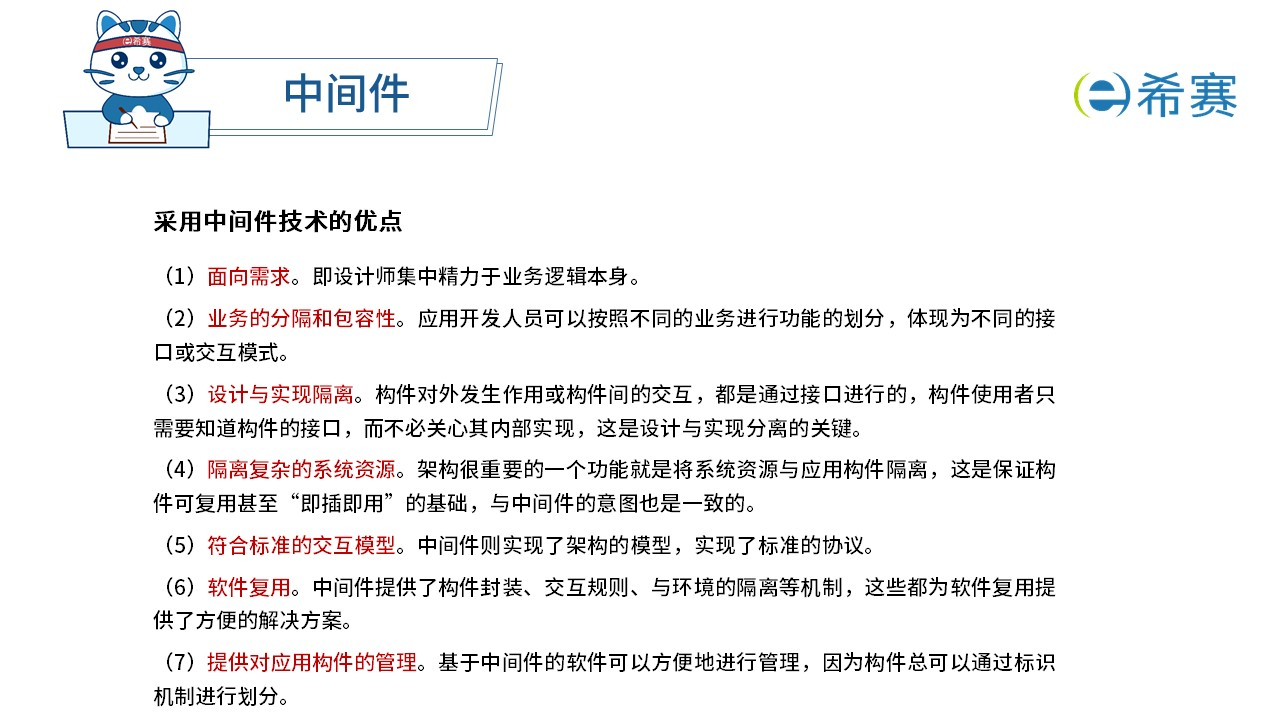 希赛
中间件
希赛
采用中间件技术的优点
（1）面向需求。即设计师集中精力于业务逻辑本身。
（2）业务的分隔和包容性。应用开发人员可以按照不同的业务进行功能的划分，体现为不同的接
口或交互模式。
（3）设计与实现隔离。构件对外发生作用或构件间的交互，都是通过接口进行的，构件使用者只
需要知道构件的接口，而不必关心其内部实现，这是设计与实现分离的关键。
（4）隔离复杂的系统资源。架构很重要的一个功能就是将系统资源与应用构件隔离，这是保证构
件可复用甚至“即插即用”的基础，与中间件的意图也是一致的。
（5）符合标准的交互模型。中间件则实现了架构的模型，实现了标准的协议。
（6）软件复用。中间件提供了构件封装、交互规则、与环境的隔离等机制，这些都为软件复用提
供了方便的解决方案。
（7）提供对应用构件的管理。基于中间件的软件可以方便地进行管理，因为构件总可以通过标识
机制进行划分。